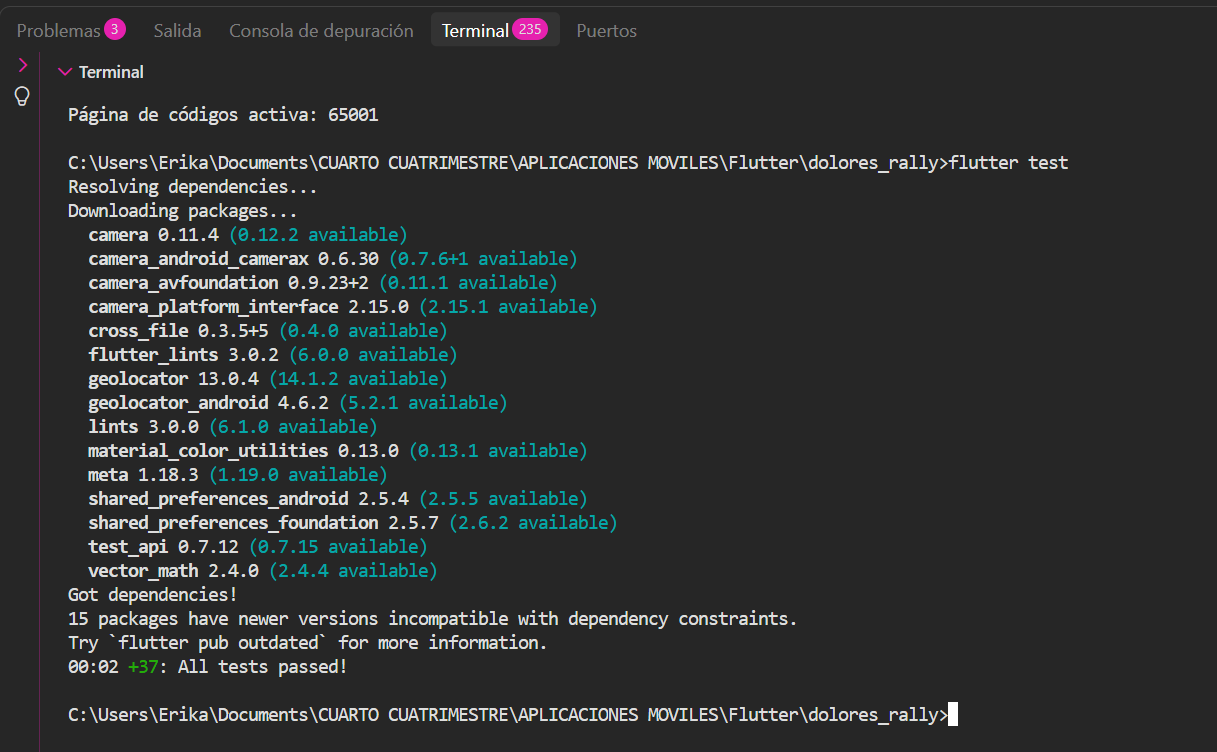 Problemas 3 Salida Consola de depuración Terminal 235 Puertos
Terminal
Página de códigos activa: 65001
C:\Users\Erika\Documents\CUARTO CUATRIMESTRE\APLICACIONES MOVILES\Flutter\dolores_rally>flutter test
Resolving dependencies...
Downloading packages...
camera 0.11.4 (0.12.2 available)
camera_android_camerax 0.6.30 (0.7.6+1 available)
camera_avfoundation 0.9.23+2 (0.11.1 available)
camera_platform_interface 2.15.0 (2.15.1 available)
cross_file 0.3.5+5 (0.4.0 available)
flutter_lints 3.0.2 (6.0.0 available)
geolocator 13.0.4 (14.1.2 available)
geolocator_android 4.6.2 (5.2.1 available)
lints 3.0.0 (6.1.0 available)
material_color_utilities 0.13.0 (0.13.1 available)
meta 1.18.3 (1.19.0 available)
shared_preferences_android 2.5.4 (2.5.5 available)
shared_preferences_foundation 2.5.7 (2.6.2 available)
test_api 0.7.12 (0.7.15 available)
vector_math 2.4.0 (2.4.4 available)
Got dependencies!
15 packages have newer versions incompatible with dependency constraints.
Try `flutter pub outdated` for more information.
00:02 +37: All tests passed!
C:\Users\Erika\Documents\CUARTO CUATRIMESTRE\APLICACIONES MOVILES\Flutter\dolores_rally>